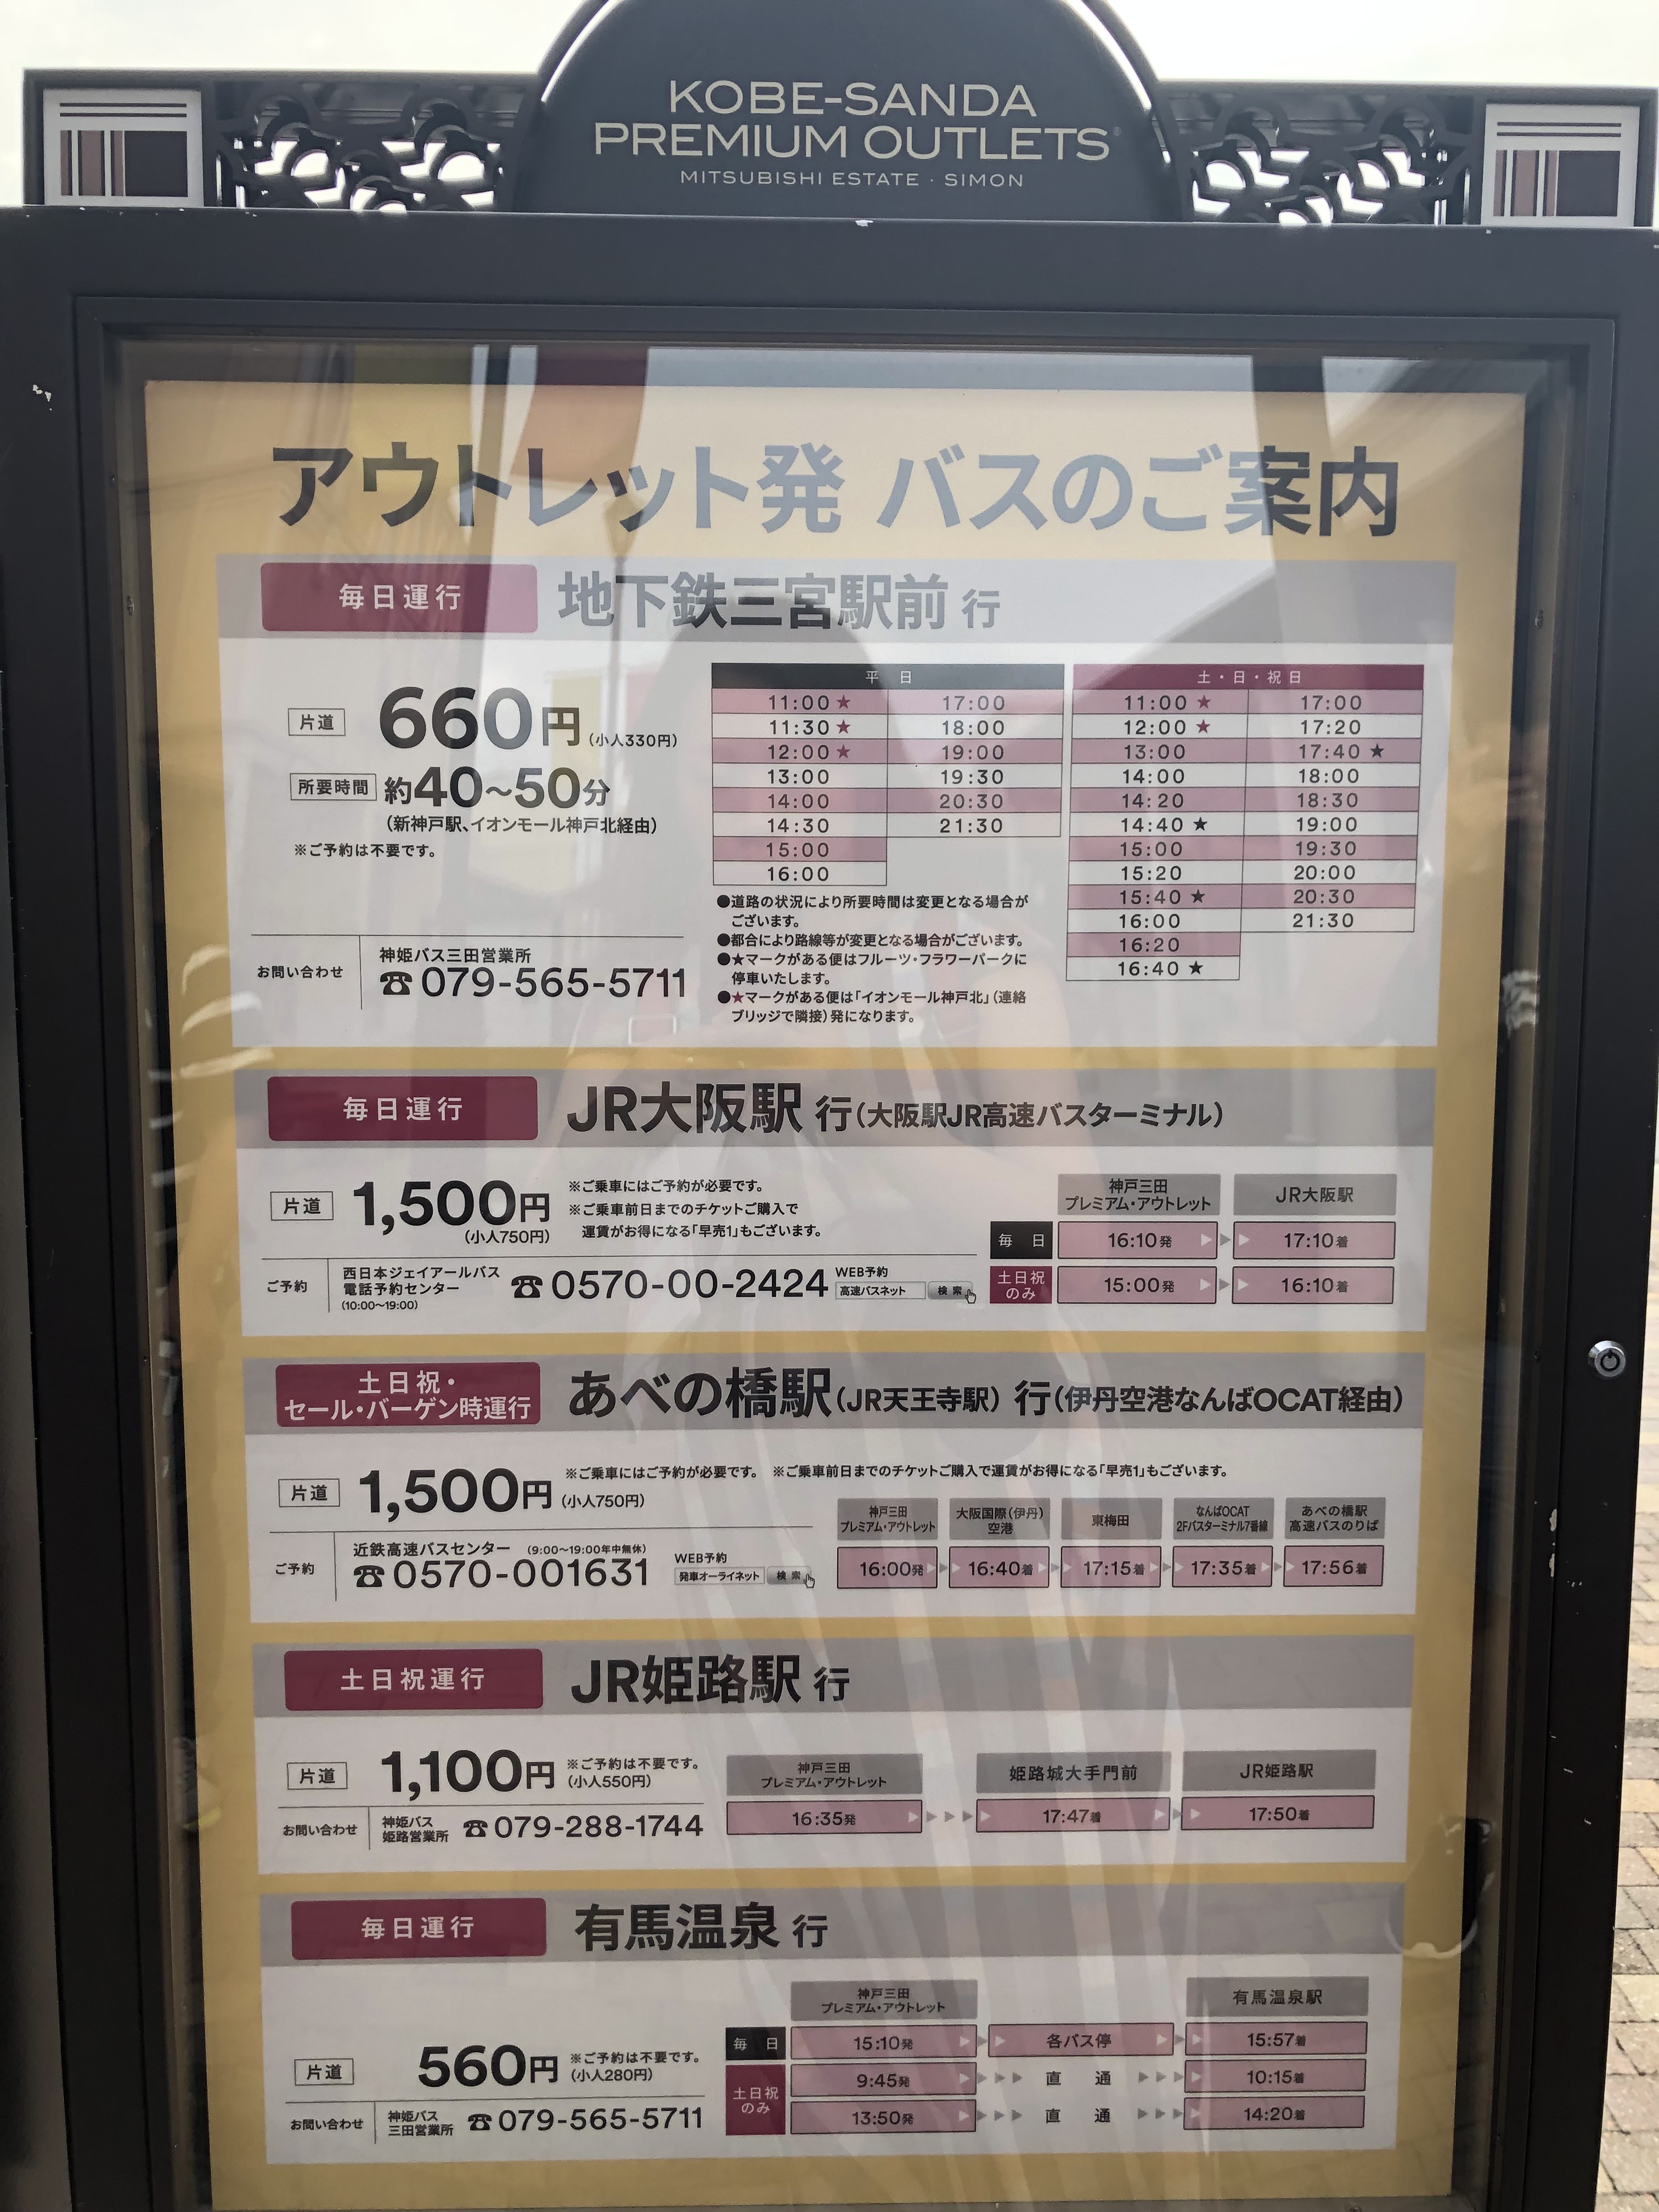 KOBE-SANDA
PREMIUM OUTLETS®
MITSUBISHI ESTATE · SIMON
アウトレット発 バスのご案内
毎日運行 地下鉄三宮駅前 行
片道 660円(小人330円)
所要時間 約40~50分
(新神戸駅、イオンモール神戸北経由)
※ご予約は不要です。
お問い合わせ
神姫バス三田営業所
☎079-565-5711
平 日
11:00★ 17:00
11:30★ 18:00
12:00★ 19:00
13:00 19:30
14:00 20:30
14:30 21:30
15:00
16:00
●道路の状況により所要時間は変更となる場合が
ございます。
●都合により路線等が変更となる場合がございます。
●★マークがある便はフルーツ・フラワーパークに
停車いたします。
●★マークがある便は「イオンモール神戸北」(連絡
ブリッジで隣接)発になります。
土・日・祝日
11:00★ 17:00
12:00★ 17:20
13:00 17:40★
14:00 18:00
14:20 18:30
14:40★ 19:00
15:00 19:30
15:20 20:00
15:40★ 20:30
16:00 21:30
16:20
16:40★
毎日運行 JR大阪駅 行(大阪駅JR高速バスターミナル)
片道 1,500円
(小人750円)
※ご乗車にはご予約が必要です。
※ご乗車前日までのチケットご購入で
運賃がお得になる「早売1」もございます。
ご予約
西日本ジェイアールバス
電話予約センター
(10:00~19:00)
☎0570-00-2424
WEB予約
高速バスネット 検索
神戸三田
プレミアム・アウトレット
JR大阪駅
毎 日 16:10発 17:10着
土日祝
のみ
15:00発 16:10着
土日祝・
セール・バーゲン時運行
あべの橋駅(JR天王寺駅) 行(伊丹空港なんばOCAT経由)
片道 1,500円(小人750円)
※ご乗車にはご予約が必要です。 ※ご乗車前日までのチケットご購入で運賃がお得になる「早売1」もございます。
ご予約
近鉄高速バスセンター (9:00~19:00年中無休)
☎0570-001631
WEB予約
発車オーライネット 検索
神戸三田
プレミアム・アウトレット
大阪国際(伊丹)
空港
東梅田
なんばOCAT
2Fバスターミナル7番線
あべの橋駅
高速バスのりば
16:00発 16:40着 17:15着 17:35着 17:56着
土日祝運行 JR姫路駅 行
片道 1,100円
※ご予約は不要です。
(小人550円)
お問い合わせ
神姫バス
姫路営業所
☎079-288-1744
神戸三田
プレミアム・アウトレット
姫路城大手門前
JR姫路駅
16:35発 17:47着 17:50着
毎日運行 有馬温泉 行
片道 560円
※ご予約は不要です。
(小人280円)
お問い合わせ
神姫バス
三田営業所
☎079-565-5711
神戸三田
プレミアム・アウトレット
有馬温泉駅
毎 日 15:10発 各バス停 15:57着
土日祝
のみ
9:45発 直 通 10:15着
13:50発 直 通 14:20着